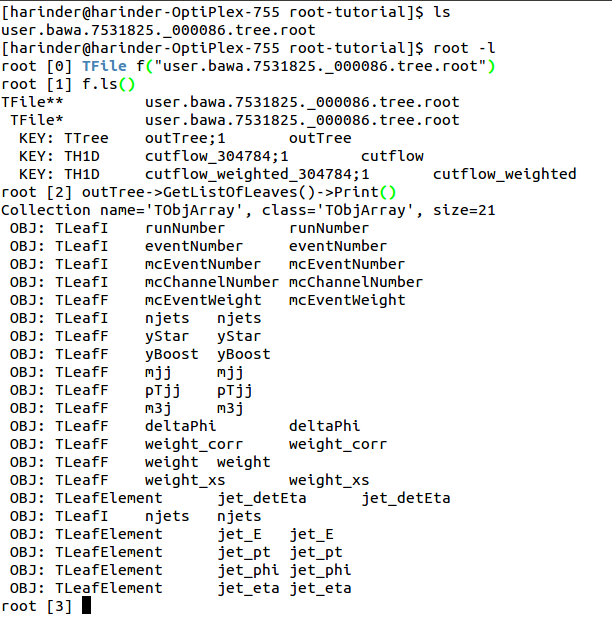 [harinder@harinder-OptiPlex-755 root-tutorial]$ ls
user.bawa.7531825._000086.tree.root
[harinder@harinder-OptiPlex-755 root-tutorial]$ root -l
root [0] TFile f("user.bawa.7531825._000086.tree.root")
root [1] f.ls()
TFile**         user.bawa.7531825._000086.tree.root
 TFile*         user.bawa.7531825._000086.tree.root
  KEY: TTree    outTree;1       outTree
  KEY: TH1D     cutflow_304784;1        cutflow
  KEY: TH1D     cutflow_weighted_304784;1       cutflow_weighted
root [2] outTree->GetListOfLeaves()->Print()
Collection name='TObjArray', class='TObjArray', size=21
 OBJ: TLeafI    runNumber       runNumber
 OBJ: TLeafI    eventNumber     eventNumber
 OBJ: TLeafI    mcEventNumber   mcEventNumber
 OBJ: TLeafI    mcChannelNumber mcChannelNumber
 OBJ: TLeafF    mcEventWeight   mcEventWeight
 OBJ: TLeafI    njets   njets
 OBJ: TLeafF    yStar   yStar
 OBJ: TLeafF    yBoost  yBoost
 OBJ: TLeafF    mjj     mjj
 OBJ: TLeafF    pTjj    pTjj
 OBJ: TLeafF    m3j     m3j
 OBJ: TLeafF    deltaPhi        deltaPhi
 OBJ: TLeafF    weight_corr     weight_corr
 OBJ: TLeafF    weight  weight
 OBJ: TLeafF    weight_xs       weight_xs
 OBJ: TLeafElement      jet_detEta      jet_detEta
 OBJ: TLeafI    njets   njets
 OBJ: TLeafElement      jet_E   jet_E
 OBJ: TLeafElement      jet_pt  jet_pt
 OBJ: TLeafElement      jet_phi jet_phi
 OBJ: TLeafElement      jet_eta jet_eta
root [3]